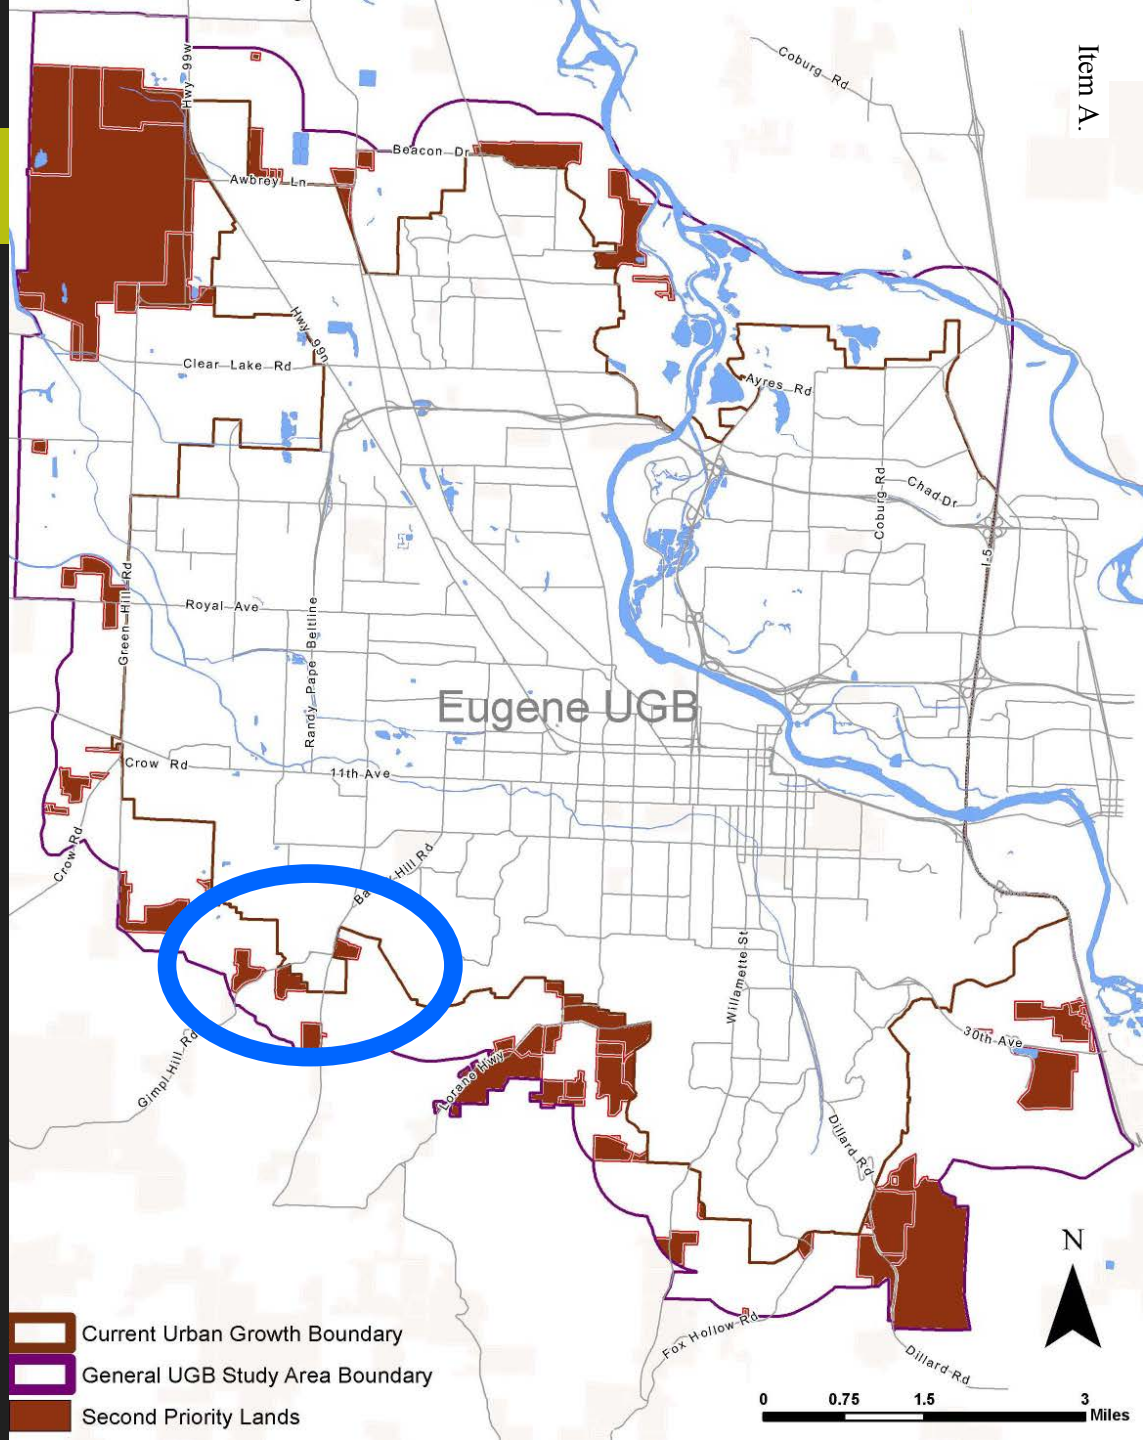 Item A.
Coburg Rd
Hwy 99w
Beacon Dr
Awbrey Ln
Hwy 99n
Clear Lake Rd
Ayres Rd
Coburg Rd
Chad Dr
I-5
Green Hill Rd
Royal Ave
Randy Pape Beltline
Eugene UGB
Crow Rd
11th Ave
Crow Rd
Hill Rd
Willamette St
30th Ave
Gimpl Hill Rd
Lorane Hwy
Dillard Rd
N
Fox Hollow Rd
Dillard Rd
Current Urban Growth Boundary
General UGB Study Area Boundary
Second Priority Lands
0 0.75 1.5 3
Miles